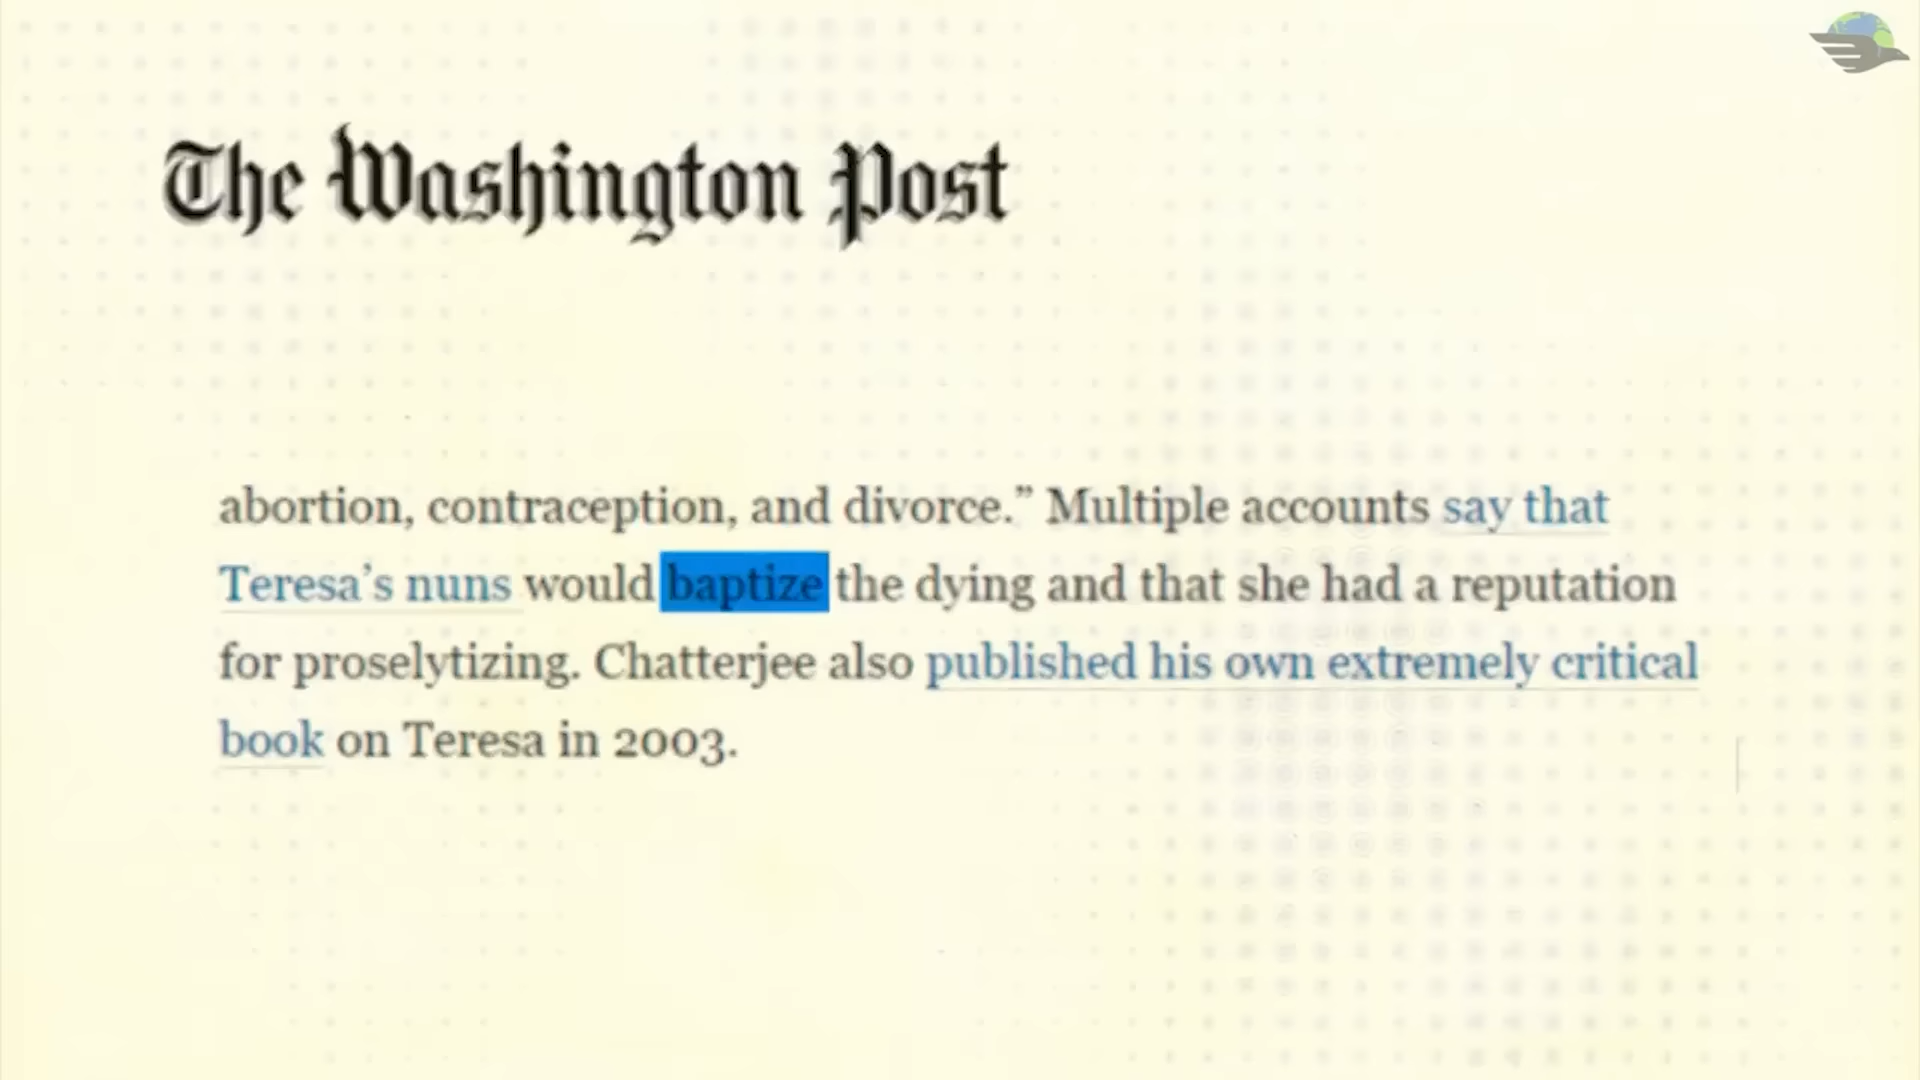 The Washington Post
abortion, contraception, and divorce.” Multiple accounts say that
Teresa’s nuns would baptize the dying and that she had a reputation
for proselytizing. Chatterjee also published his own extremely critical
book on Teresa in 2003.